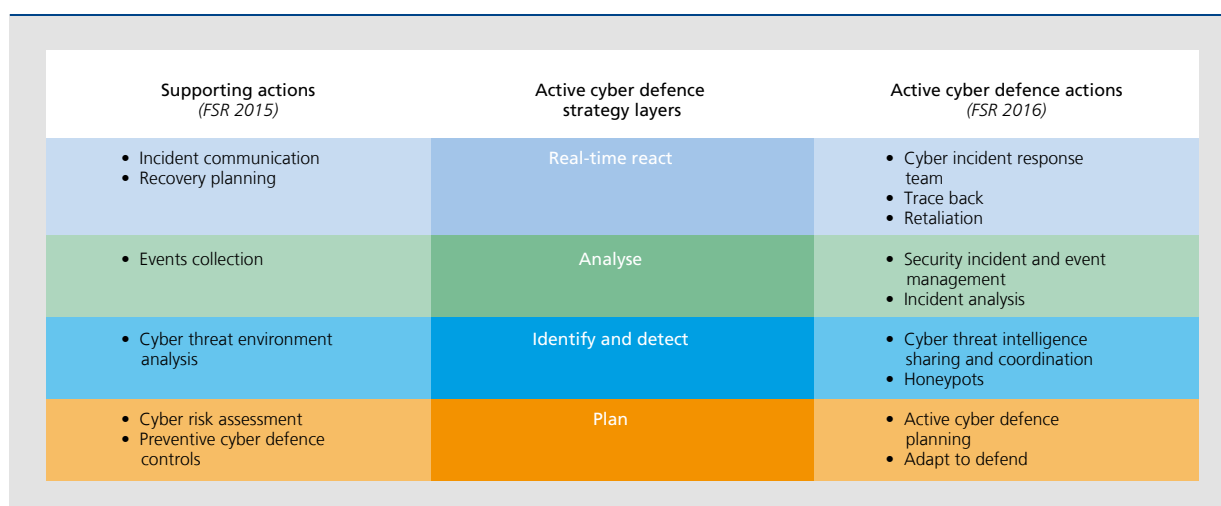 Supporting actions
(FSR 2015)
Active cyber defence
strategy layers
Active cyber defence actions
(FSR 2016)
• Incident communication
• Recovery planning
Real-time react
• Cyber incident response
team
• Trace back
• Retaliation
• Events collection
Analyse
• Security incident and event
management
• Incident analysis
• Cyber threat environment
analysis
Identify and detect
• Cyber threat intelligence
sharing and coordination
• Honeypots
• Cyber risk assessment
• Preventive cyber defence
controls
Plan
• Active cyber defence
planning
• Adapt to defend